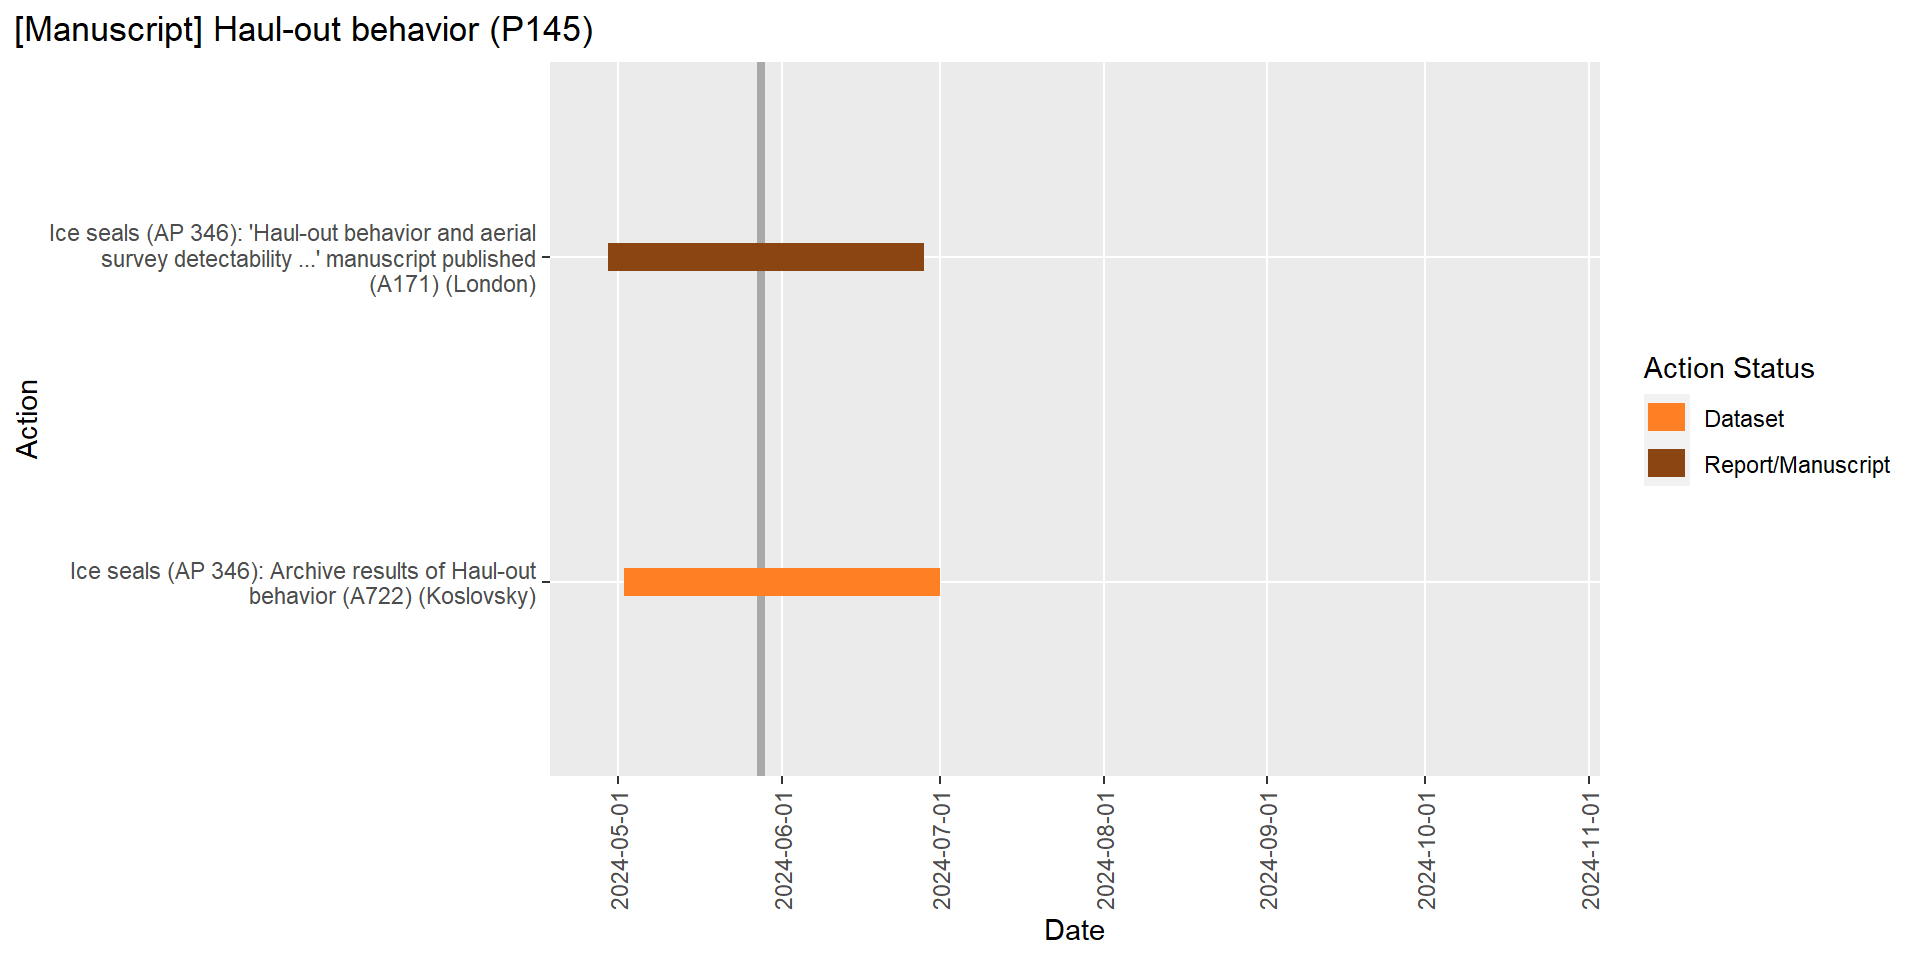 [Manuscript] Haul-out behavior (P145)
Action
Ice seals (AP 346): 'Haul-out behavior and aerial
survey detectability ...' manuscript published
(A171) (London)
Ice seals (AP 346): Archive results of Haul-out
behavior (A722) (Koslovsky)
2024-05-01
2024-06-01
2024-07-01
2024-08-01
2024-09-01
2024-10-01
2024-11-01
Date
Action Status
Dataset
Report/Manuscript